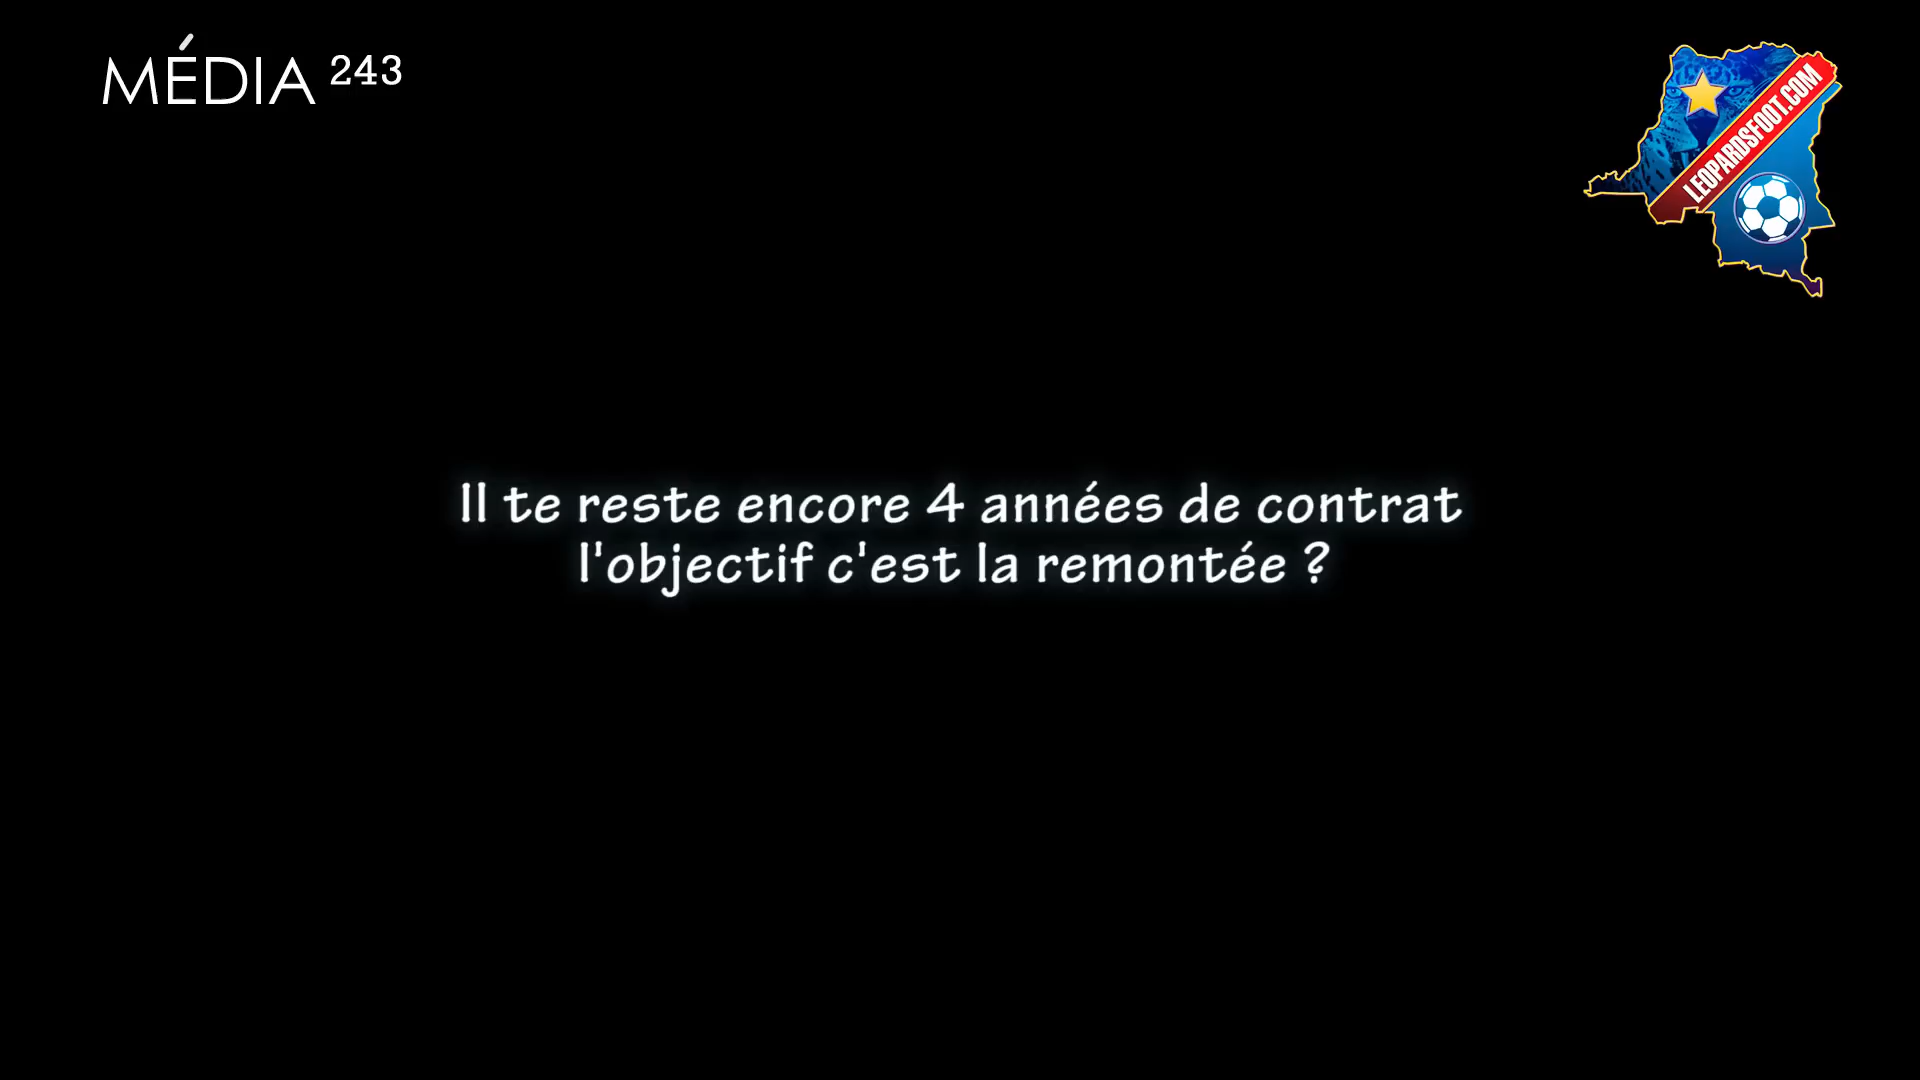 MÉDIA 243
LEOPARDSFOOT.COM
Il te reste encore 4 années de contrat
l'objectif c'est la remontée ?